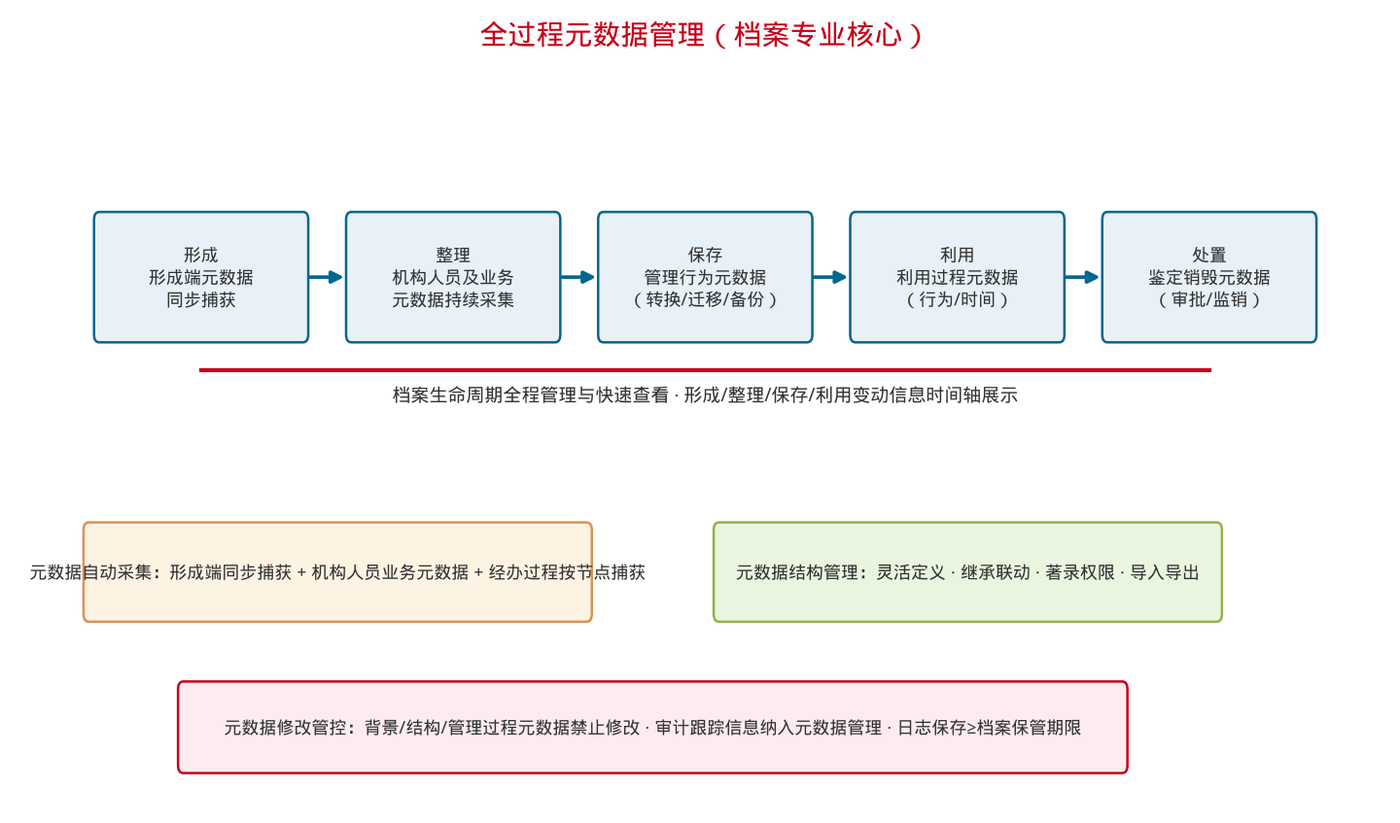 全过程元数据管理（档案专业核心）
形成
形成端元数据
同步捕获
整理
机构人员及业务
元数据持续采集
保存
管理行为元数据
（转换/迁移/备份）
利用
利用过程元数据
（行为/时间）
处置
鉴定销毁元数据
（审批/监销）
档案生命周期全程管理与快速查看 · 形成/整理/保存/利用变动信息时间轴展示
元数据自动采集：形成端同步捕获 + 机构人员业务元数据 + 经办过程按节点捕获
元数据结构管理：灵活定义 · 继承联动 · 著录权限 · 导入导出
元数据修改管控：背景/结构/管理过程元数据禁止修改 · 审计跟踪信息纳入元数据管理 · 日志保存≥档案保管期限